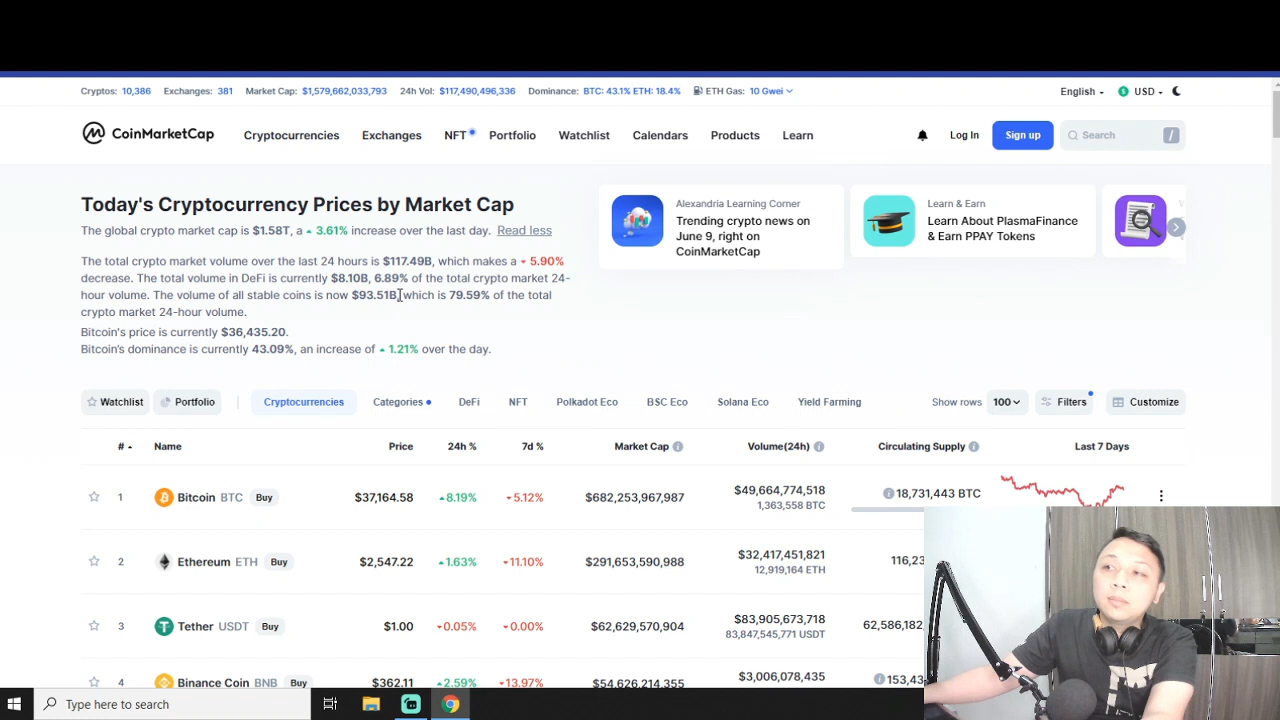 Cryptos: 10,386 Exchanges: 381 Market Cap: $1,579,662,033,793 24h Vol: $117,490,496,336 Dominance: BTC: 43.1% ETH: 18.4% ETH Gas: 10 Gwei English USD
CoinMarketCap Cryptocurrencies Exchanges NFT Portfolio Watchlist Calendars Products Learn Log In Sign up Search /
Today's Cryptocurrency Prices by Market Cap
The global crypto market cap is $1.58T, a 3.61% increase over the last day. Read less
The total crypto market volume over the last 24 hours is $117.49B, which makes a 5.90%
decrease. The total volume in DeFi is currently $8.10B, 6.89% of the total crypto market 24-
hour volume. The volume of all stable coins is now $93.51B, which is 79.59% of the total
crypto market 24-hour volume.
Bitcoin's price is currently $36,435.20.
Bitcoin's dominance is currently 43.09%, an increase of 1.21% over the day.
Alexandria Learning Corner
Trending crypto news on
June 9, right on
CoinMarketCap
Learn & Earn
Learn About PlasmaFinance
& Earn PPAY Tokens
Watchlist Portfolio Cryptocurrencies Categories DeFi NFT Polkadot Eco BSC Eco Solana Eco Yield Farming Show rows 100 Filters Customize
# Name Price 24h % 7d % Market Cap Volume(24h) Circulating Supply Last 7 Days
1 Bitcoin BTC Buy $37,164.58 8.19% 5.12% $682,253,967,987 $49,664,774,518 18,731,443 BTC
1,363,558 BTC
2 Ethereum ETH Buy $2,547.22 1.63% 11.10% $291,653,590,988 $32,417,451,821 116,23
12,919,164 ETH
3 Tether USDT Buy $1.00 0.05% 0.00% $62,629,570,904 $83,905,673,718 62,586,182,
83,847,545,771 USDT
4 Binance Coin BNB Buy $362.11 2.59% 13.97% $54,626,214,355 $3,006,078,435 153,43
Type here to search